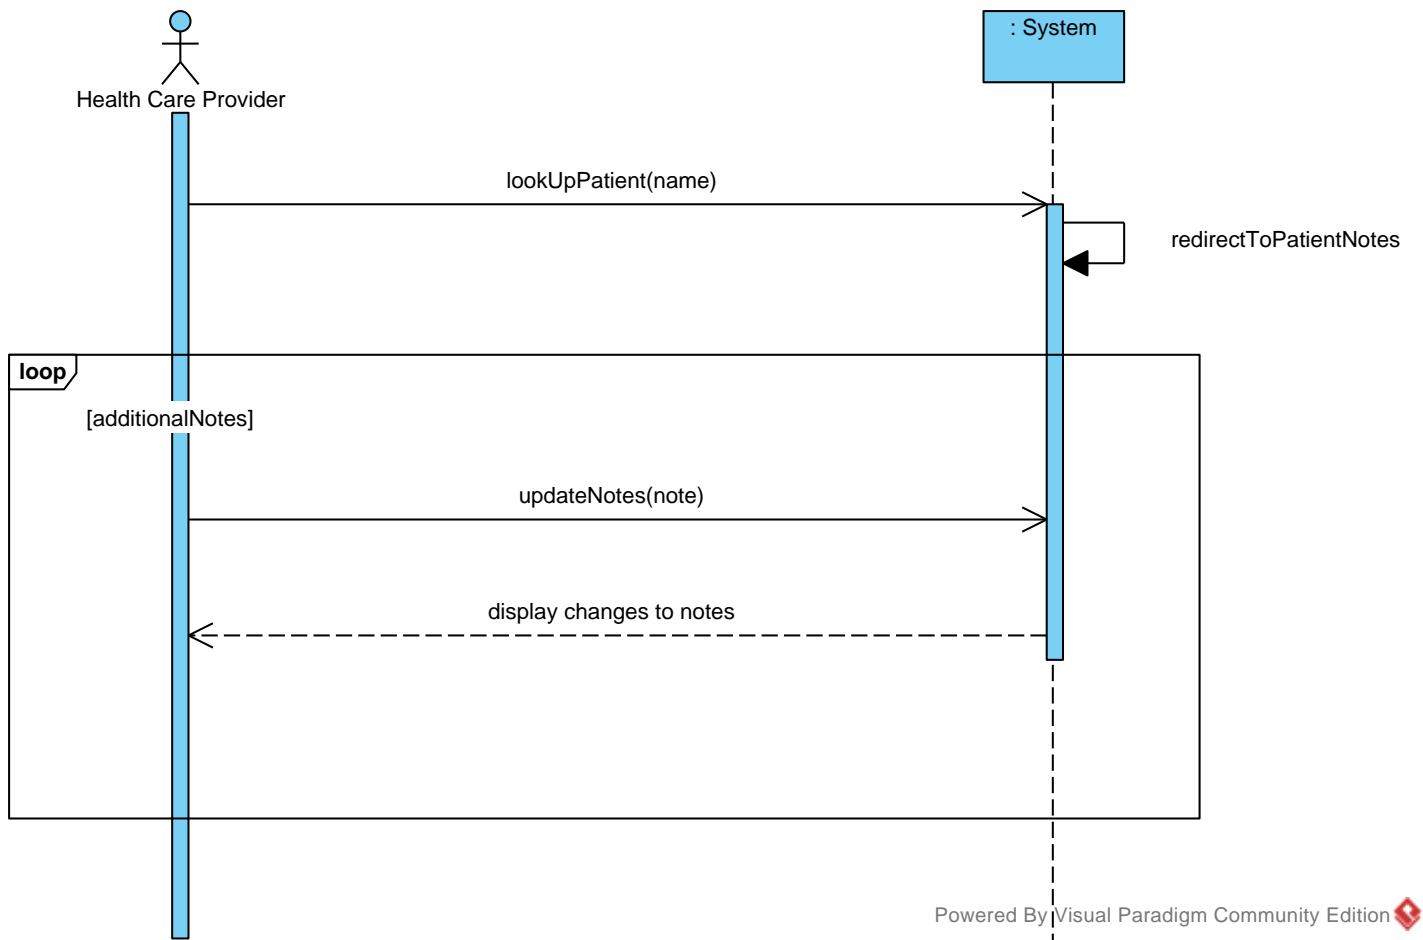 Health Care Provider
: System
lookUpPatient(name)
redirectToPatientNotes
loop
[additionalNotes]
updateNotes(note)
display changes to notes
Powered By Visual Paradigm Community Edition